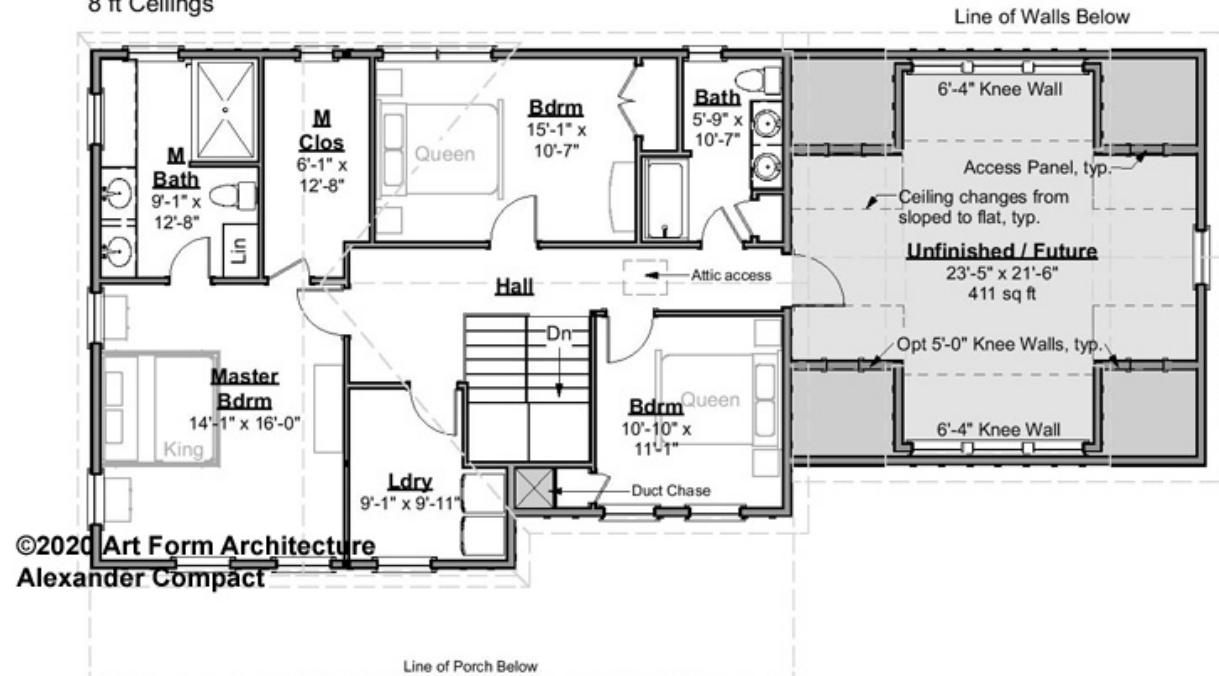 8 ft Ceilings
Line of Walls Below
M
Bath
9'-1" x
12'-8"
Lin
M
Clos
6'-1" x
12'-8"
Queen
Bdrm
15'-1" x
10'-7"
Bath
5'-9" x
10'-7"
6'-4" Knee Wall
Access Panel, typ.
Ceiling changes from
sloped to flat, typ.
Unfinished / Future
23'-5" x 21'-6"
411 sq ft
Hall
Attic access
Dn
Opt 5'-0" Knee Walls, typ.
Master
Bdrm
14'-1" x 16'-0"
King
Bdrm
10'-10" x
11'-1"
Queen
6'-4" Knee Wall
Ldry
9'-1" x 9'-11"
Duct Chase
©2020 Art Form Architecture
Alexander Compact
Line of Porch Below